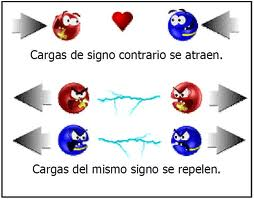 Cargas de signo contrario se atraen.
Cargas del mismo signo se repelen.